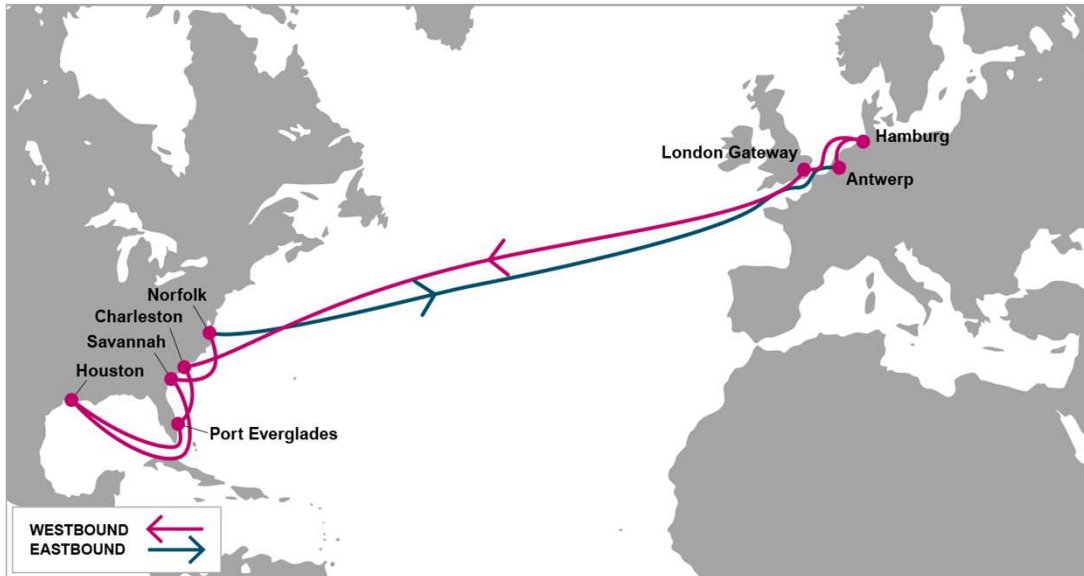 Hamburg
London Gateway
Antwerp
Norfolk
Charleston
Savannah
Houston
Port Everglades
WESTBOUND
EASTBOUND